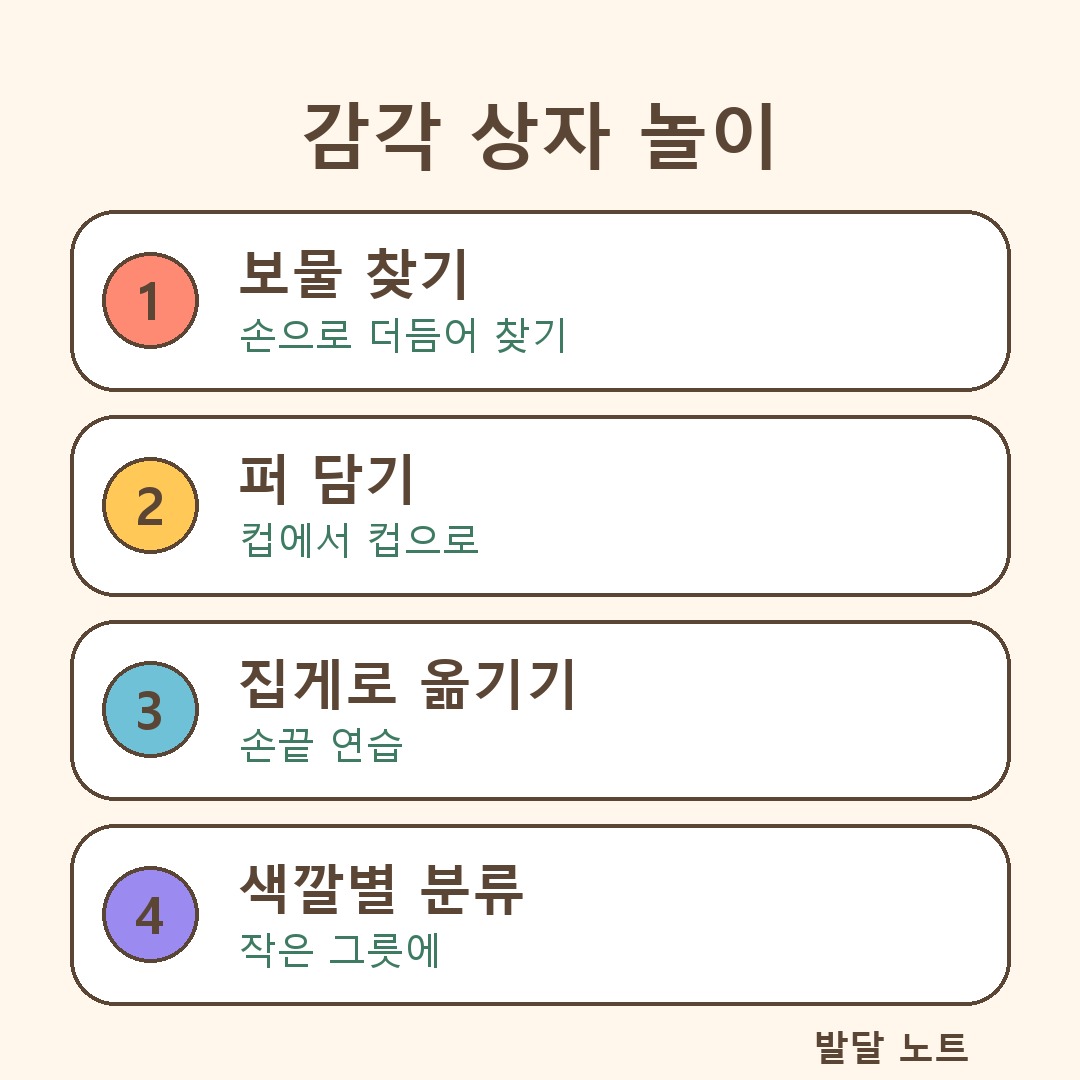 감각 상자 놀이
1
보물 찾기
손으로 더듬어 찾기
2
퍼 담기
컵에서 컵으로
3
집게로 옮기기
손끝 연습
4
색깔별 분류
작은 그릇에
발달 노트